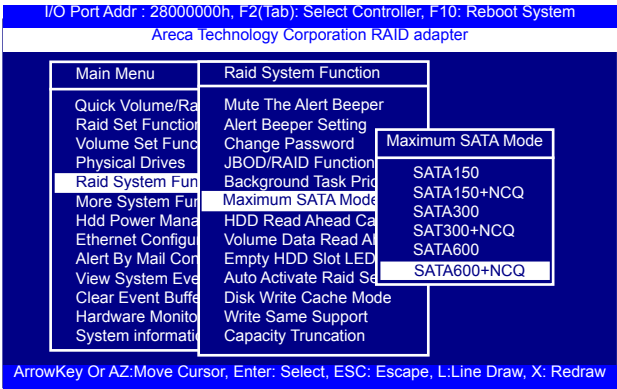 I/O Port Addr : 28000000h, F2(Tab): Select Controller, F10: Reboot System
Areca Technology Corporation RAID adapter
Main Menu
Quick Volume/Ra
Raid Set Function
Volume Set Func
Physical Drives
Raid System Fun
More System Fun
Hdd Power Mana
Ethernet Configu
Alert By Mail Con
View System Eve
Clear Event Buffe
Hardware Monito
System informati
Raid System Function
Mute The Alert Beeper
Alert Beeper Setting
Change Password
JBOD/RAID Function
Background Task Prio
Maximum SATA Mode
HDD Read Ahead Ca
Volume Data Read A
Empty HDD Slot LED
Auto Activate Raid Se
Disk Write Cache Mode
Write Same Support
Capacity Truncation
Maximum SATA Mode
SATA150
SATA150+NCQ
SATA300
SAT300+NCQ
SATA600
SATA600+NCQ
ArrowKey Or AZ:Move Cursor, Enter: Select, ESC: Escape, L:Line Draw, X: Redraw